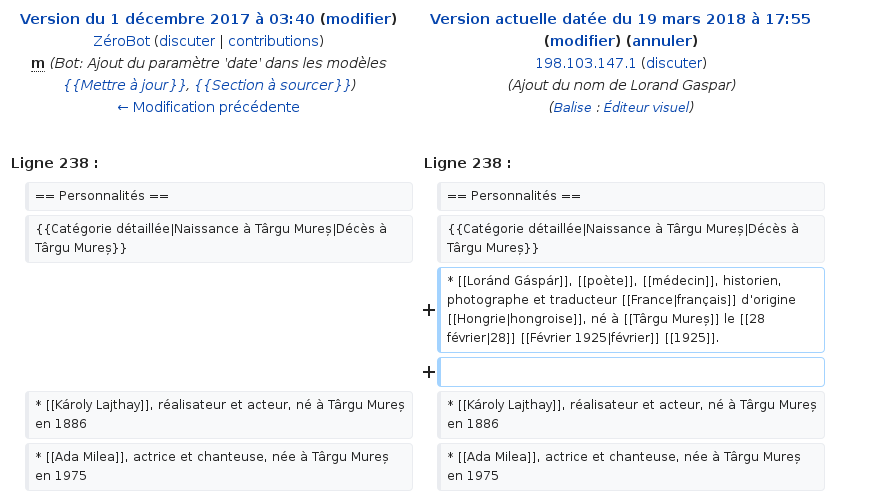 Version du 1 décembre 2017 à 03:40 (modifier)
ZéroBot (discuter | contributions)
m (Bot: Ajout du paramètre 'date' dans les modèles
{{Mettre à jour}}, {{Section à sourcer}})
← Modification précédente
Version actuelle datée du 19 mars 2018 à 17:55
(modifier) (annuler)
198.103.147.1 (discuter)
(Ajout du nom de Lorand Gaspar)
(Balise : Éditeur visuel)
Ligne 238 :
Ligne 238 :
== Personnalités ==
== Personnalités ==
{{Catégorie détaillée|Naissance à Târgu Mureș|Décès à
Târgu Mureș}}
{{Catégorie détaillée|Naissance à Târgu Mureș|Décès à
Târgu Mureș}}
+
* [[Loránd Gáspár]], [[poète]], [[médecin]], historien,
photographe et traducteur [[France|français]] d'origine
[[Hongrie|hongroise]], né à [[Târgu Mureș]] le [[28
février|28]] [[Février 1925|février]] [[1925]].
+
* [[Károly Lajthay]], réalisateur et acteur, né à Târgu Mureș
en 1886
* [[Károly Lajthay]], réalisateur et acteur, né à Târgu Mureș
en 1886
* [[Ada Milea]], actrice et chanteuse, née à Târgu Mureș
en 1975
* [[Ada Milea]], actrice et chanteuse, née à Târgu Mureș
en 1975